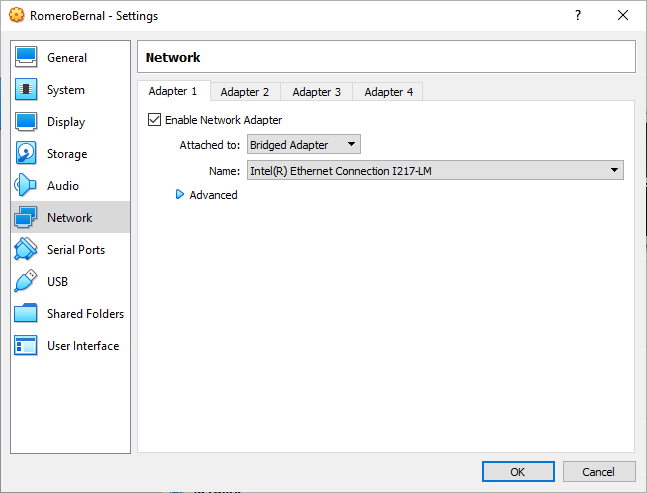 RomeroBernal - Settings
General
System
Display
Storage
Audio
Network
Serial Ports
USB
Shared Folders
User Interface
Network
Adapter 1 Adapter 2 Adapter 3 Adapter 4
Enable Network Adapter
Attached to: Bridged Adapter
Name: Intel(R) Ethernet Connection I217-LM
Advanced
OK Cancel